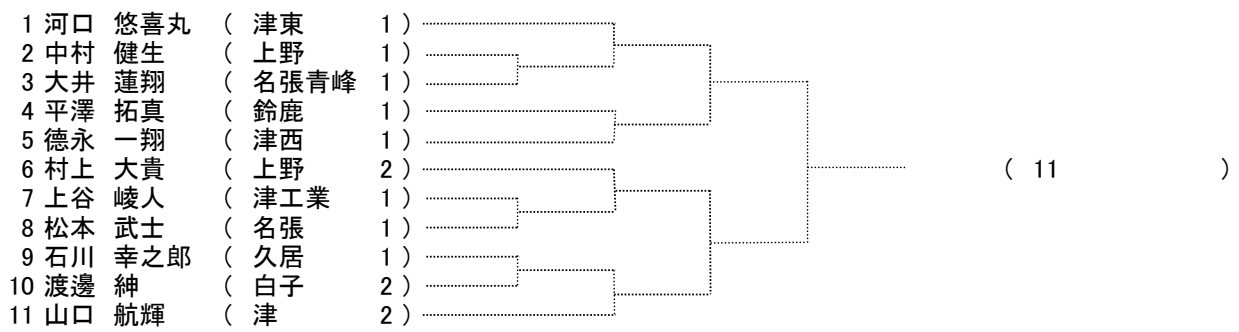 1 河口 悠喜丸 ( 津東 1 )
2 中村 健生 ( 上野 1 )
3 大井 蓮翔 ( 名張青峰 1 )
4 平澤 拓真 ( 鈴鹿 1 )
5 德永 一翔 ( 津西 1 )
6 村上 大貴 ( 上野 2 )
( 11 )
7 上谷 崚人 ( 津工業 1 )
8 松本 武士 ( 名張 1 )
9 石川 幸之郎 ( 久居 1 )
10 渡邊 紳 ( 白子 2 )
11 山口 航輝 ( 津 2 )